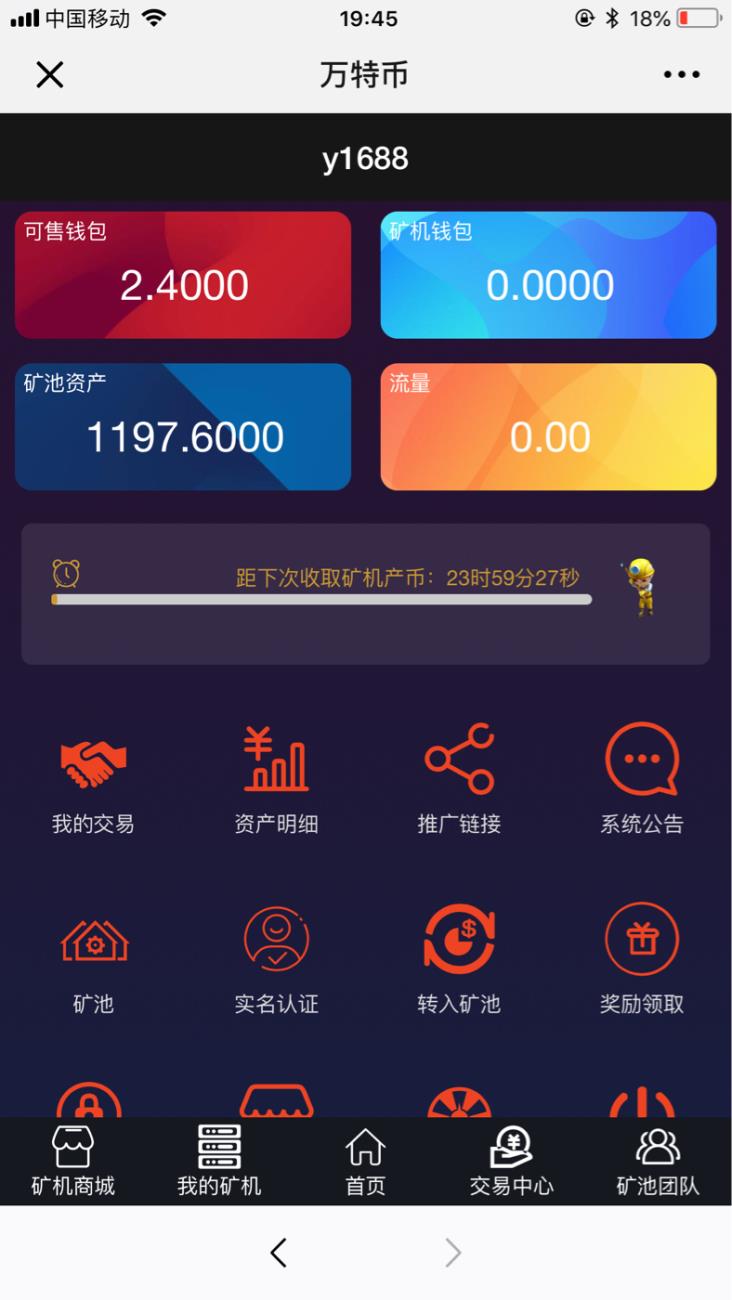 中国移动 19:45 18%
万特币
y1688
可售钱包 矿机钱包
2.4000 0.0000
矿池资产 流量
1197.6000 0.00
距下次收取矿机产币：23时59分27秒
我的交易 资产明细 推广链接 系统公告
矿池 实名认证 转入矿池 奖励领取
矿机商城 我的矿机 首页 交易中心 矿池团队